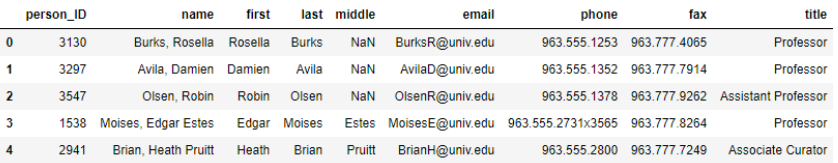 person_ID name first last middle email phone fax title
0 3130 Burks, Rosella Rosella Burks NaN BurksR@univ.edu 963.555.1253 963.777.4065 Professor
1 3297 Avila, Damien Damien Avila NaN AvilaD@univ.edu 963.555.1352 963.777.7914 Professor
2 3547 Olsen, Robin Robin Olsen NaN OlsenR@univ.edu 963.555.1378 963.777.9262 Assistant Professor
3 1538 Moises, Edgar Estes Edgar Moises Estes MoisesE@univ.edu 963.555.2731x3565 963.777.8264 Professor
4 2941 Brian, Heath Pruitt Heath Brian Pruitt BrianH@univ.edu 963.555.2800 963.777.7249 Associate Curator